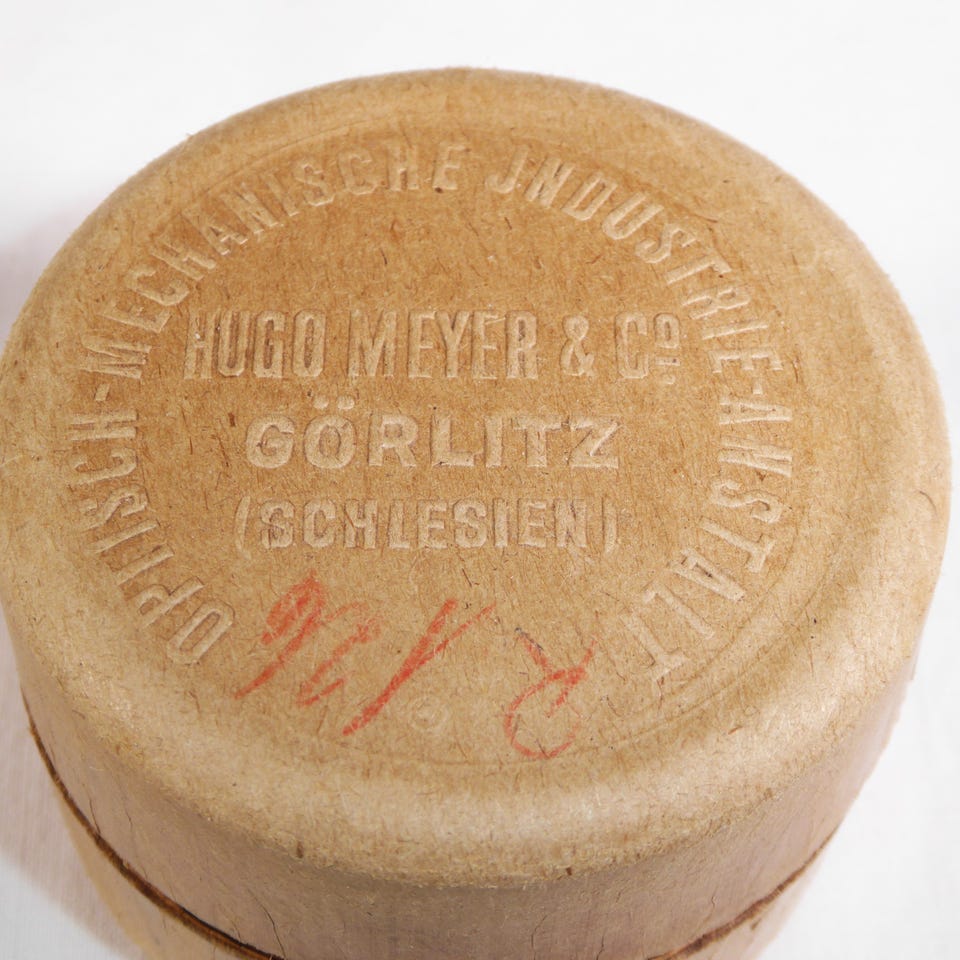 OPTISCH-MECHANISCHE JNDUSTRIE-ANSTALT
HUGO MEYER & Co.
GÖRLITZ
(SCHLESIEN)